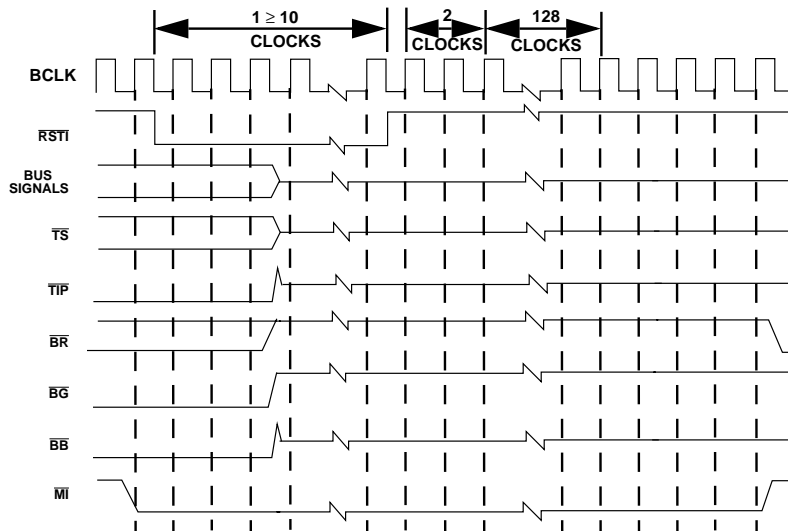 1 ≥ 10
CLOCKS
2
CLOCKS
128
CLOCKS
BCLK
RSTI
BUS
SIGNALS
TS
TIP
BR
BG
BB
MI